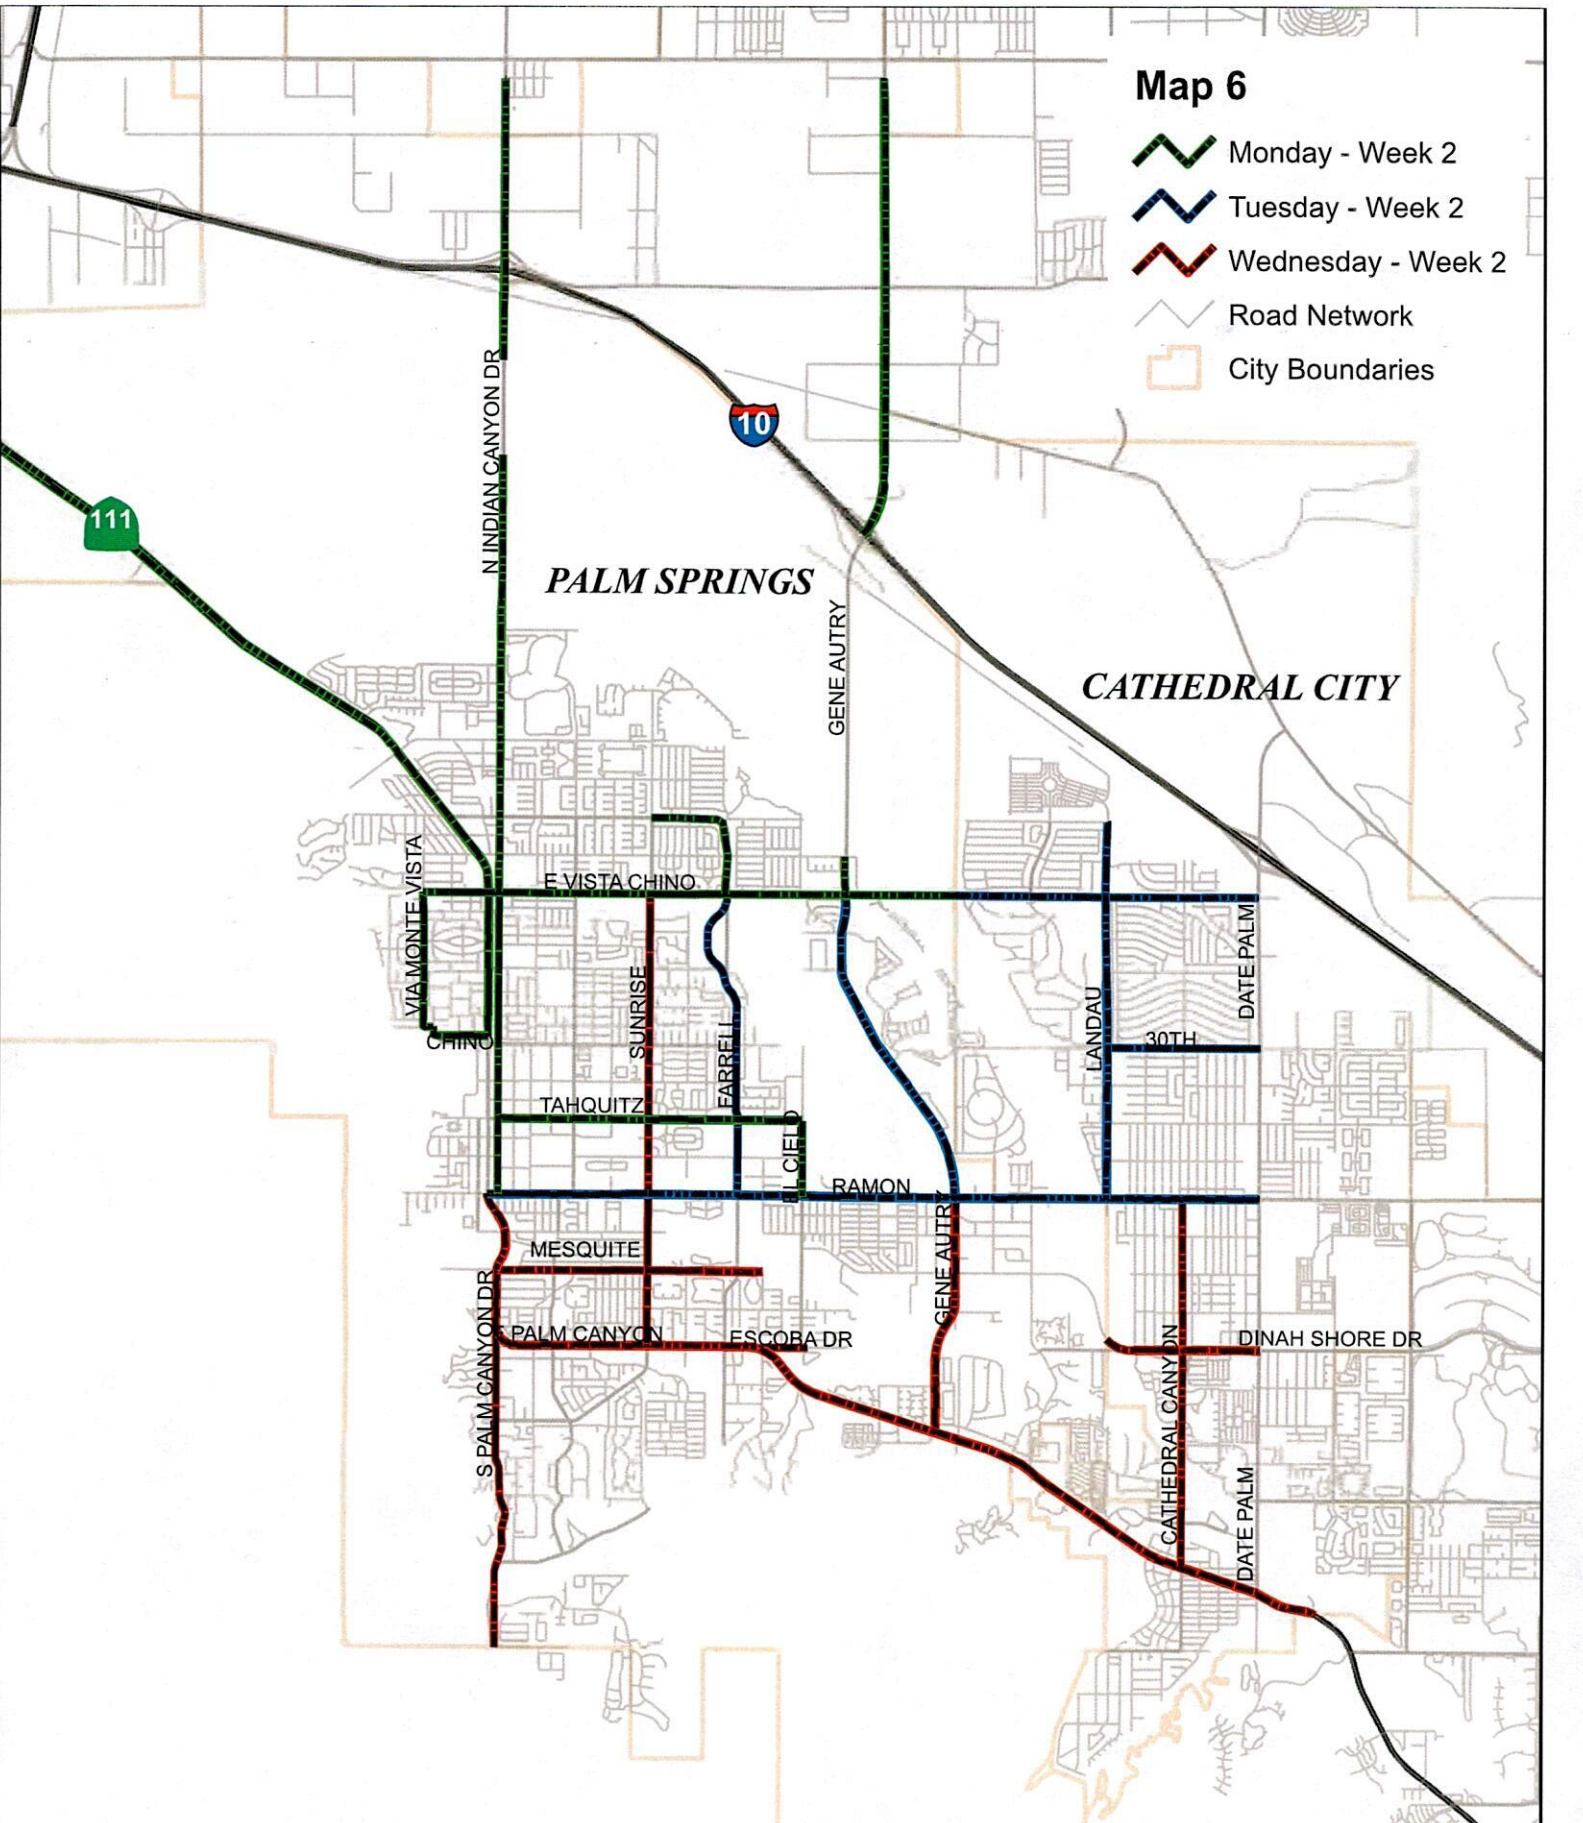 Map 6
Monday - Week 2
Tuesday - Week 2
Wednesday - Week 2
Road Network
City Boundaries
N INDIAN CANYON DR
10
111
PALM SPRINGS
GENE AUTRY
CATHEDRAL CITY
VIA MONTE VISTA
E VISTA CHINO
DATE PALM
SUNRISE
LANDAU
FARRELL
CHINO
30TH
TAHQUITZ
EL CIELO
RAMON
GENE AUTRY
MESQUITE
S PALM CANYON DR
E PALM CANYON
ESCOBA DR
DINAH SHORE DR
CATHEDRAL CANYON
DATE PALM